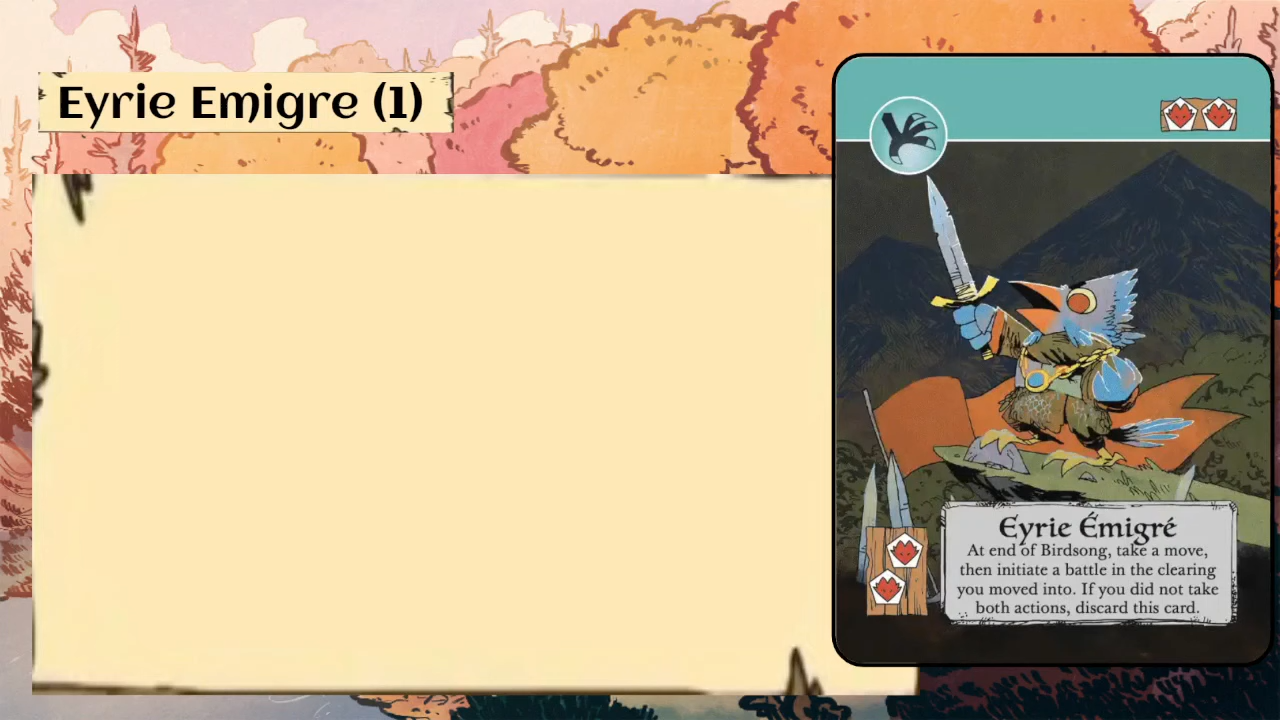 Eyrie Emigre (1)
Eyrie Émigré
At end of Birdsong, take a move,
then initiate a battle in the clearing
you moved into. If you did not take
both actions, discard this card.